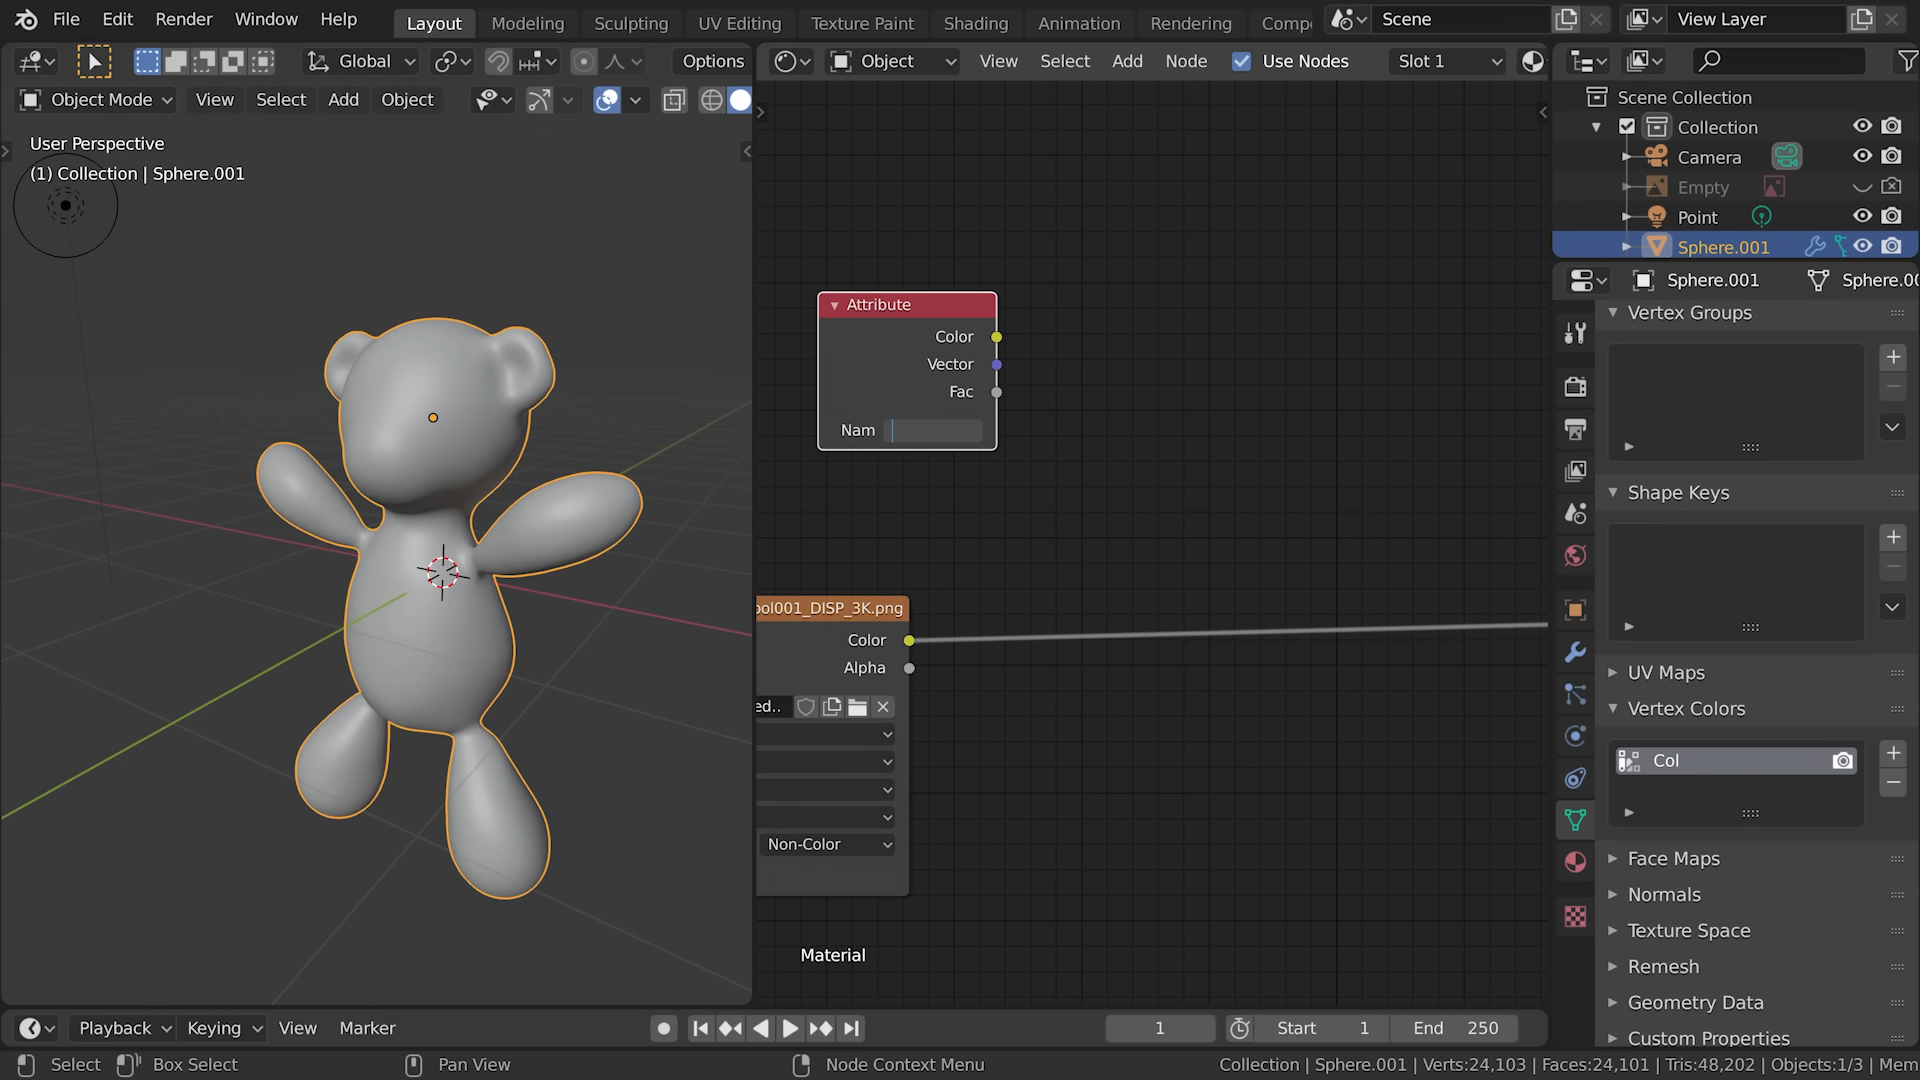 File Edit Render Window Help Layout Modeling Sculpting UV Editing Texture Paint Shading Animation Rendering Comp Scene View Layer
Global Options Object View Select Add Node Use Nodes Slot 1
Object Mode View Select Add Object
User Perspective
(1) Collection | Sphere.001
Attribute
Color
Vector
Fac
Nam
ool001_DISP_3K.png
Color
Alpha
ed..
Non-Color
Material
Scene Collection
Collection
Camera
Empty
Point
Sphere.001
Sphere.001 Sphere.00
Vertex Groups
Shape Keys
UV Maps
Vertex Colors
Col
Face Maps
Normals
Texture Space
Remesh
Geometry Data
Custom Properties
Playback Keying View Marker 1 Start 1 End 250
Select Box Select Pan View Node Context Menu Collection | Sphere.001 | Verts:24,103 | Faces:24,101 | Tris:48,202 | Objects:1/3 | Mem